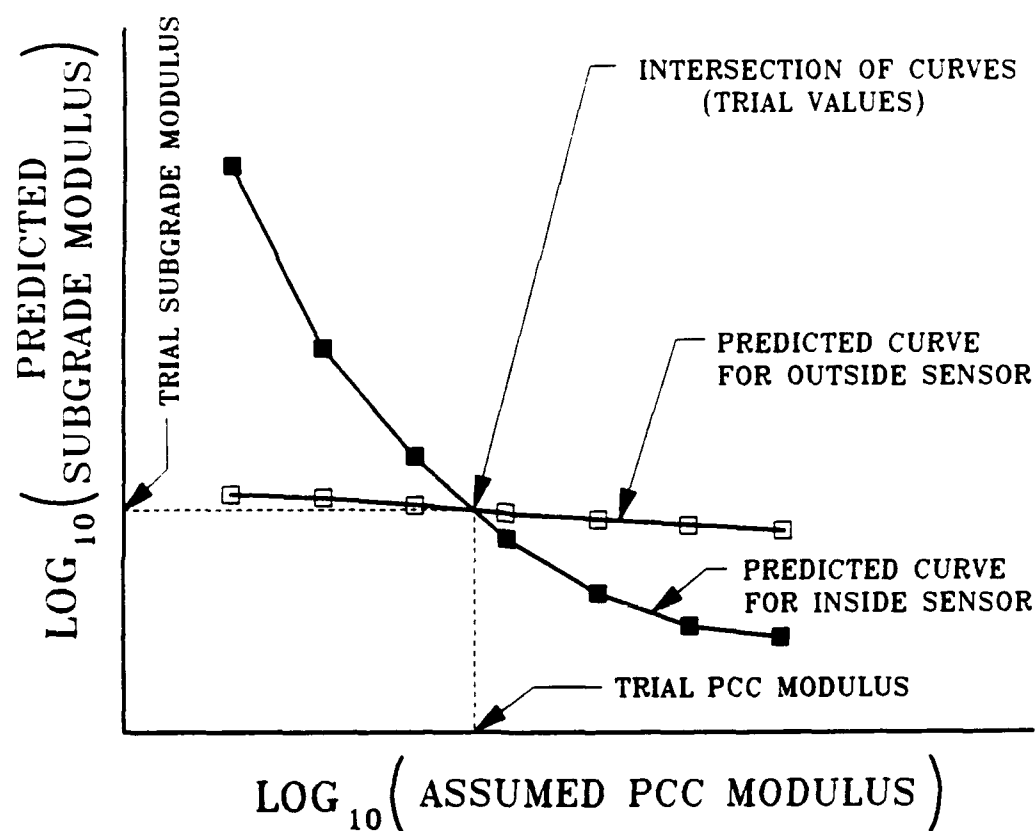 PREDICTED
LOG10(SUBGRADE MODULUS)
TRIAL SUBGRADE MODULUS
INTERSECTION OF CURVES
(TRIAL VALUES)
PREDICTED CURVE
FOR OUTSIDE SENSOR
PREDICTED CURVE
FOR INSIDE SENSOR
TRIAL PCC MODULUS
LOG10(ASSUMED PCC MODULUS)